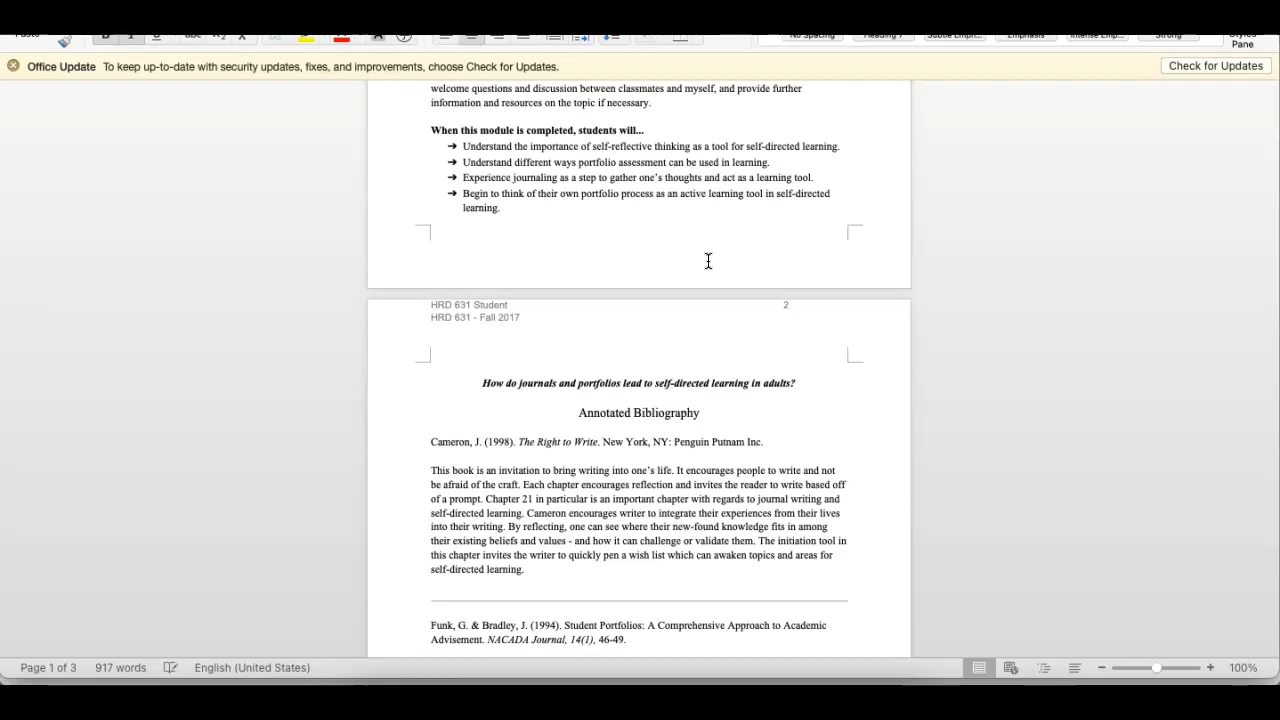 No Spacing Heading 7 Subtle Emph... Emphasis Intense Emp... Strong
Styles
Pane
Office Update To keep up-to-date with security updates, fixes, and improvements, choose Check for Updates.
Check for Updates
welcome questions and discussion between classmates and myself, and provide further
information and resources on the topic if necessary.
When this module is completed, students will...
➔ Understand the importance of self-reflective thinking as a tool for self-directed learning.
➔ Understand different ways portfolio assessment can be used in learning.
➔ Experience journaling as a step to gather one's thoughts and act as a learning tool.
➔ Begin to think of their own portfolio process as an active learning tool in self-directed
learning.
HRD 631 Student 2
HRD 631 - Fall 2017
How do journals and portfolios lead to self-directed learning in adults?
Annotated Bibliography
Cameron, J. (1998). The Right to Write. New York, NY: Penguin Putnam Inc.
This book is an invitation to bring writing into one's life. It encourages people to write and not
be afraid of the craft. Each chapter encourages reflection and invites the reader to write based off
of a prompt. Chapter 21 in particular is an important chapter with regards to journal writing and
self-directed learning. Cameron encourages writer to integrate their experiences from their lives
into their writing. By reflecting, one can see where their new-found knowledge fits in among
their existing beliefs and values - and how it can challenge or validate them. The initiation tool in
this chapter invites the writer to quickly pen a wish list which can awaken topics and areas for
self-directed learning.
Funk, G. & Bradley, J. (1994). Student Portfolios: A Comprehensive Approach to Academic
Advisement. NACADA Journal, 14(1), 46-49.
Page 1 of 3 917 words English (United States) 100%